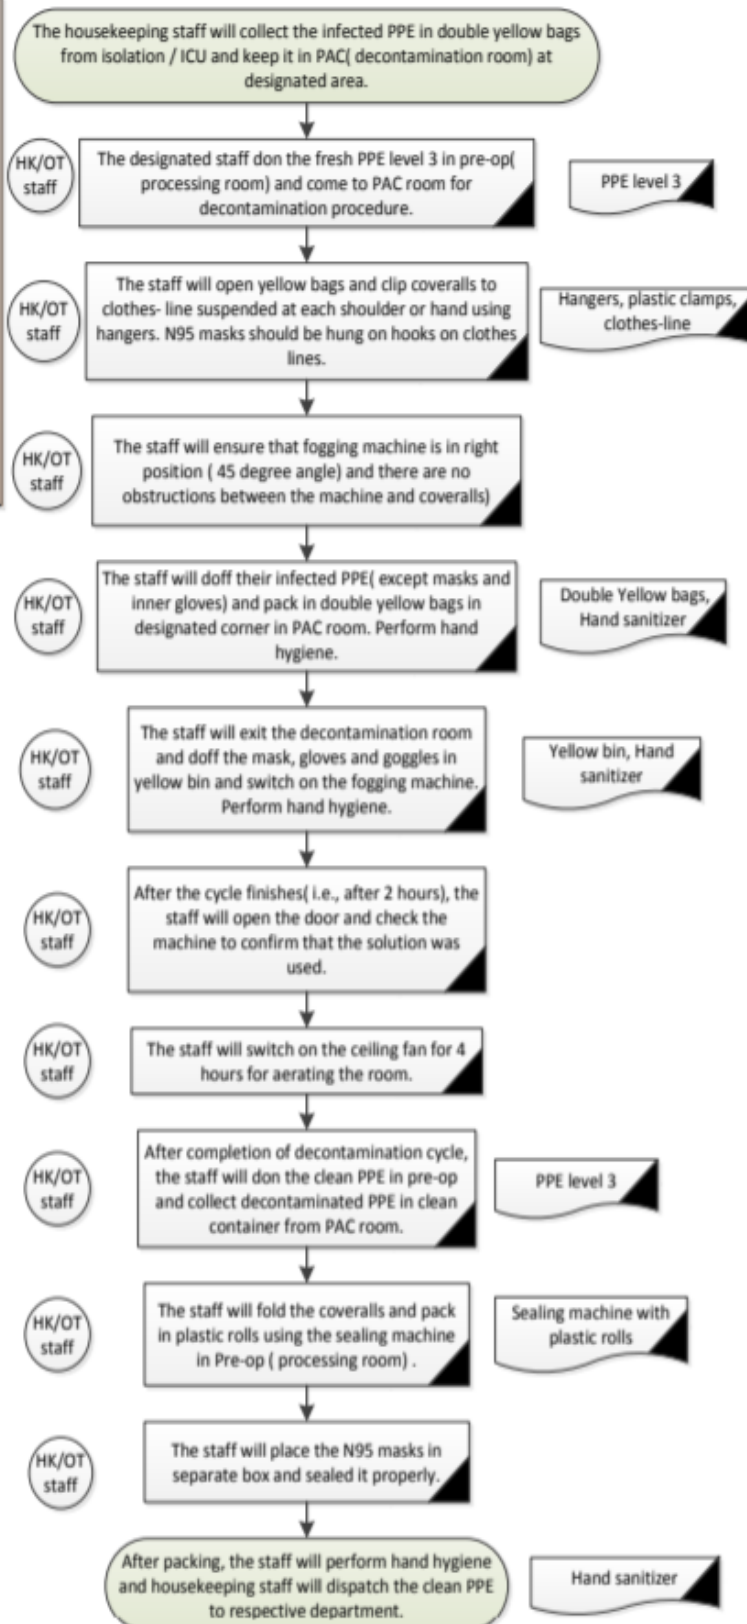 The housekeeping staff will collect the infected PPE in double yellow bags
from isolation / ICU and keep it in PAC( decontamination room) at
designated area.
HK/OT
staff
The designated staff don the fresh PPE level 3 in pre-op(
processing room) and come to PAC room for
decontamination procedure.
PPE level 3
HK/OT
staff
The staff will open yellow bags and clip coveralls to
clothes- line suspended at each shoulder or hand using
hangers. N95 masks should be hung on hooks on clothes
lines.
Hangers, plastic clamps,
clothes-line
HK/OT
staff
The staff will ensure that fogging machine is in right
position ( 45 degree angle) and there are no
obstructions between the machine and coveralls)
HK/OT
staff
The staff will doff their infected PPE( except masks and
inner gloves) and pack in double yellow bags in
designated corner in PAC room. Perform hand
hygiene.
Double Yellow bags,
Hand sanitizer
HK/OT
staff
The staff will exit the decontamination room
and doff the mask, gloves and goggles in
yellow bin and switch on the fogging machine.
Perform hand hygiene.
Yellow bin, Hand
sanitizer
HK/OT
staff
After the cycle finishes( i.e., after 2 hours), the
staff will open the door and check the
machine to confirm that the solution was
used.
HK/OT
staff
The staff will switch on the ceiling fan for 4
hours for aerating the room.
HK/OT
staff
After completion of decontamination cycle,
the staff will don the clean PPE in pre-op
and collect decontaminated PPE in clean
container from PAC room.
PPE level 3
HK/OT
staff
The staff will fold the coveralls and pack
in plastic rolls using the sealing machine
in Pre-op ( processing room) .
Sealing machine with
plastic rolls
HK/OT
staff
The staff will place the N95 masks in
separate box and sealed it properly.
After packing, the staff will perform hand hygiene
and housekeeping staff will dispatch the clean PPE
to respective department.
Hand sanitizer